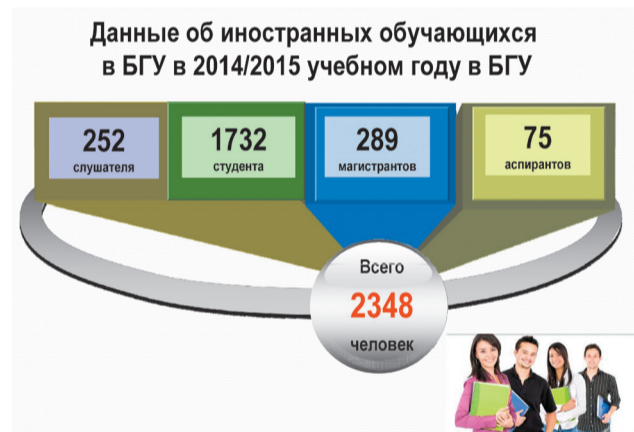 Данные об иностранных обучающихся
в БГУ в 2014/2015 учебном году в БГУ
252
слушателя
1732
студента
289
магистрантов
75
аспирантов
Всего
2348
человек